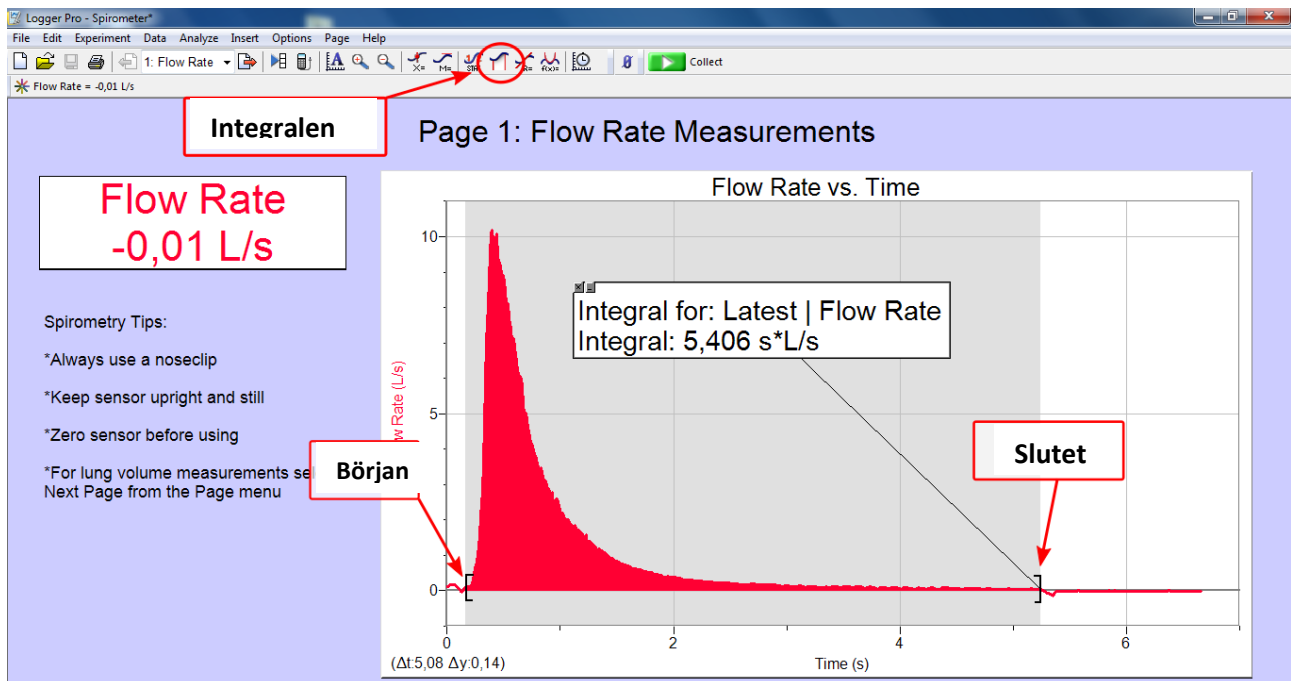 Logger Pro - Spirometer*
File Edit Experiment Data Analyze Insert Options Page Help
1: Flow Rate
Collect
Flow Rate = -0,01 L/s
Integralen
Page 1: Flow Rate Measurements
Flow Rate
-0,01 L/s
Spirometry Tips:
*Always use a noseclip
*Keep sensor upright and still
*Zero sensor before using
*For lung volume measurements sel
Next Page from the Page menu
Början
Flow Rate vs. Time
10
5
0
w Rate (L/s)
Integral for: Latest | Flow Rate
Integral: 5,406 s*L/s
Slutet
0 2 4 6
(Δt:5,08 Δy:0,14)
Time (s)